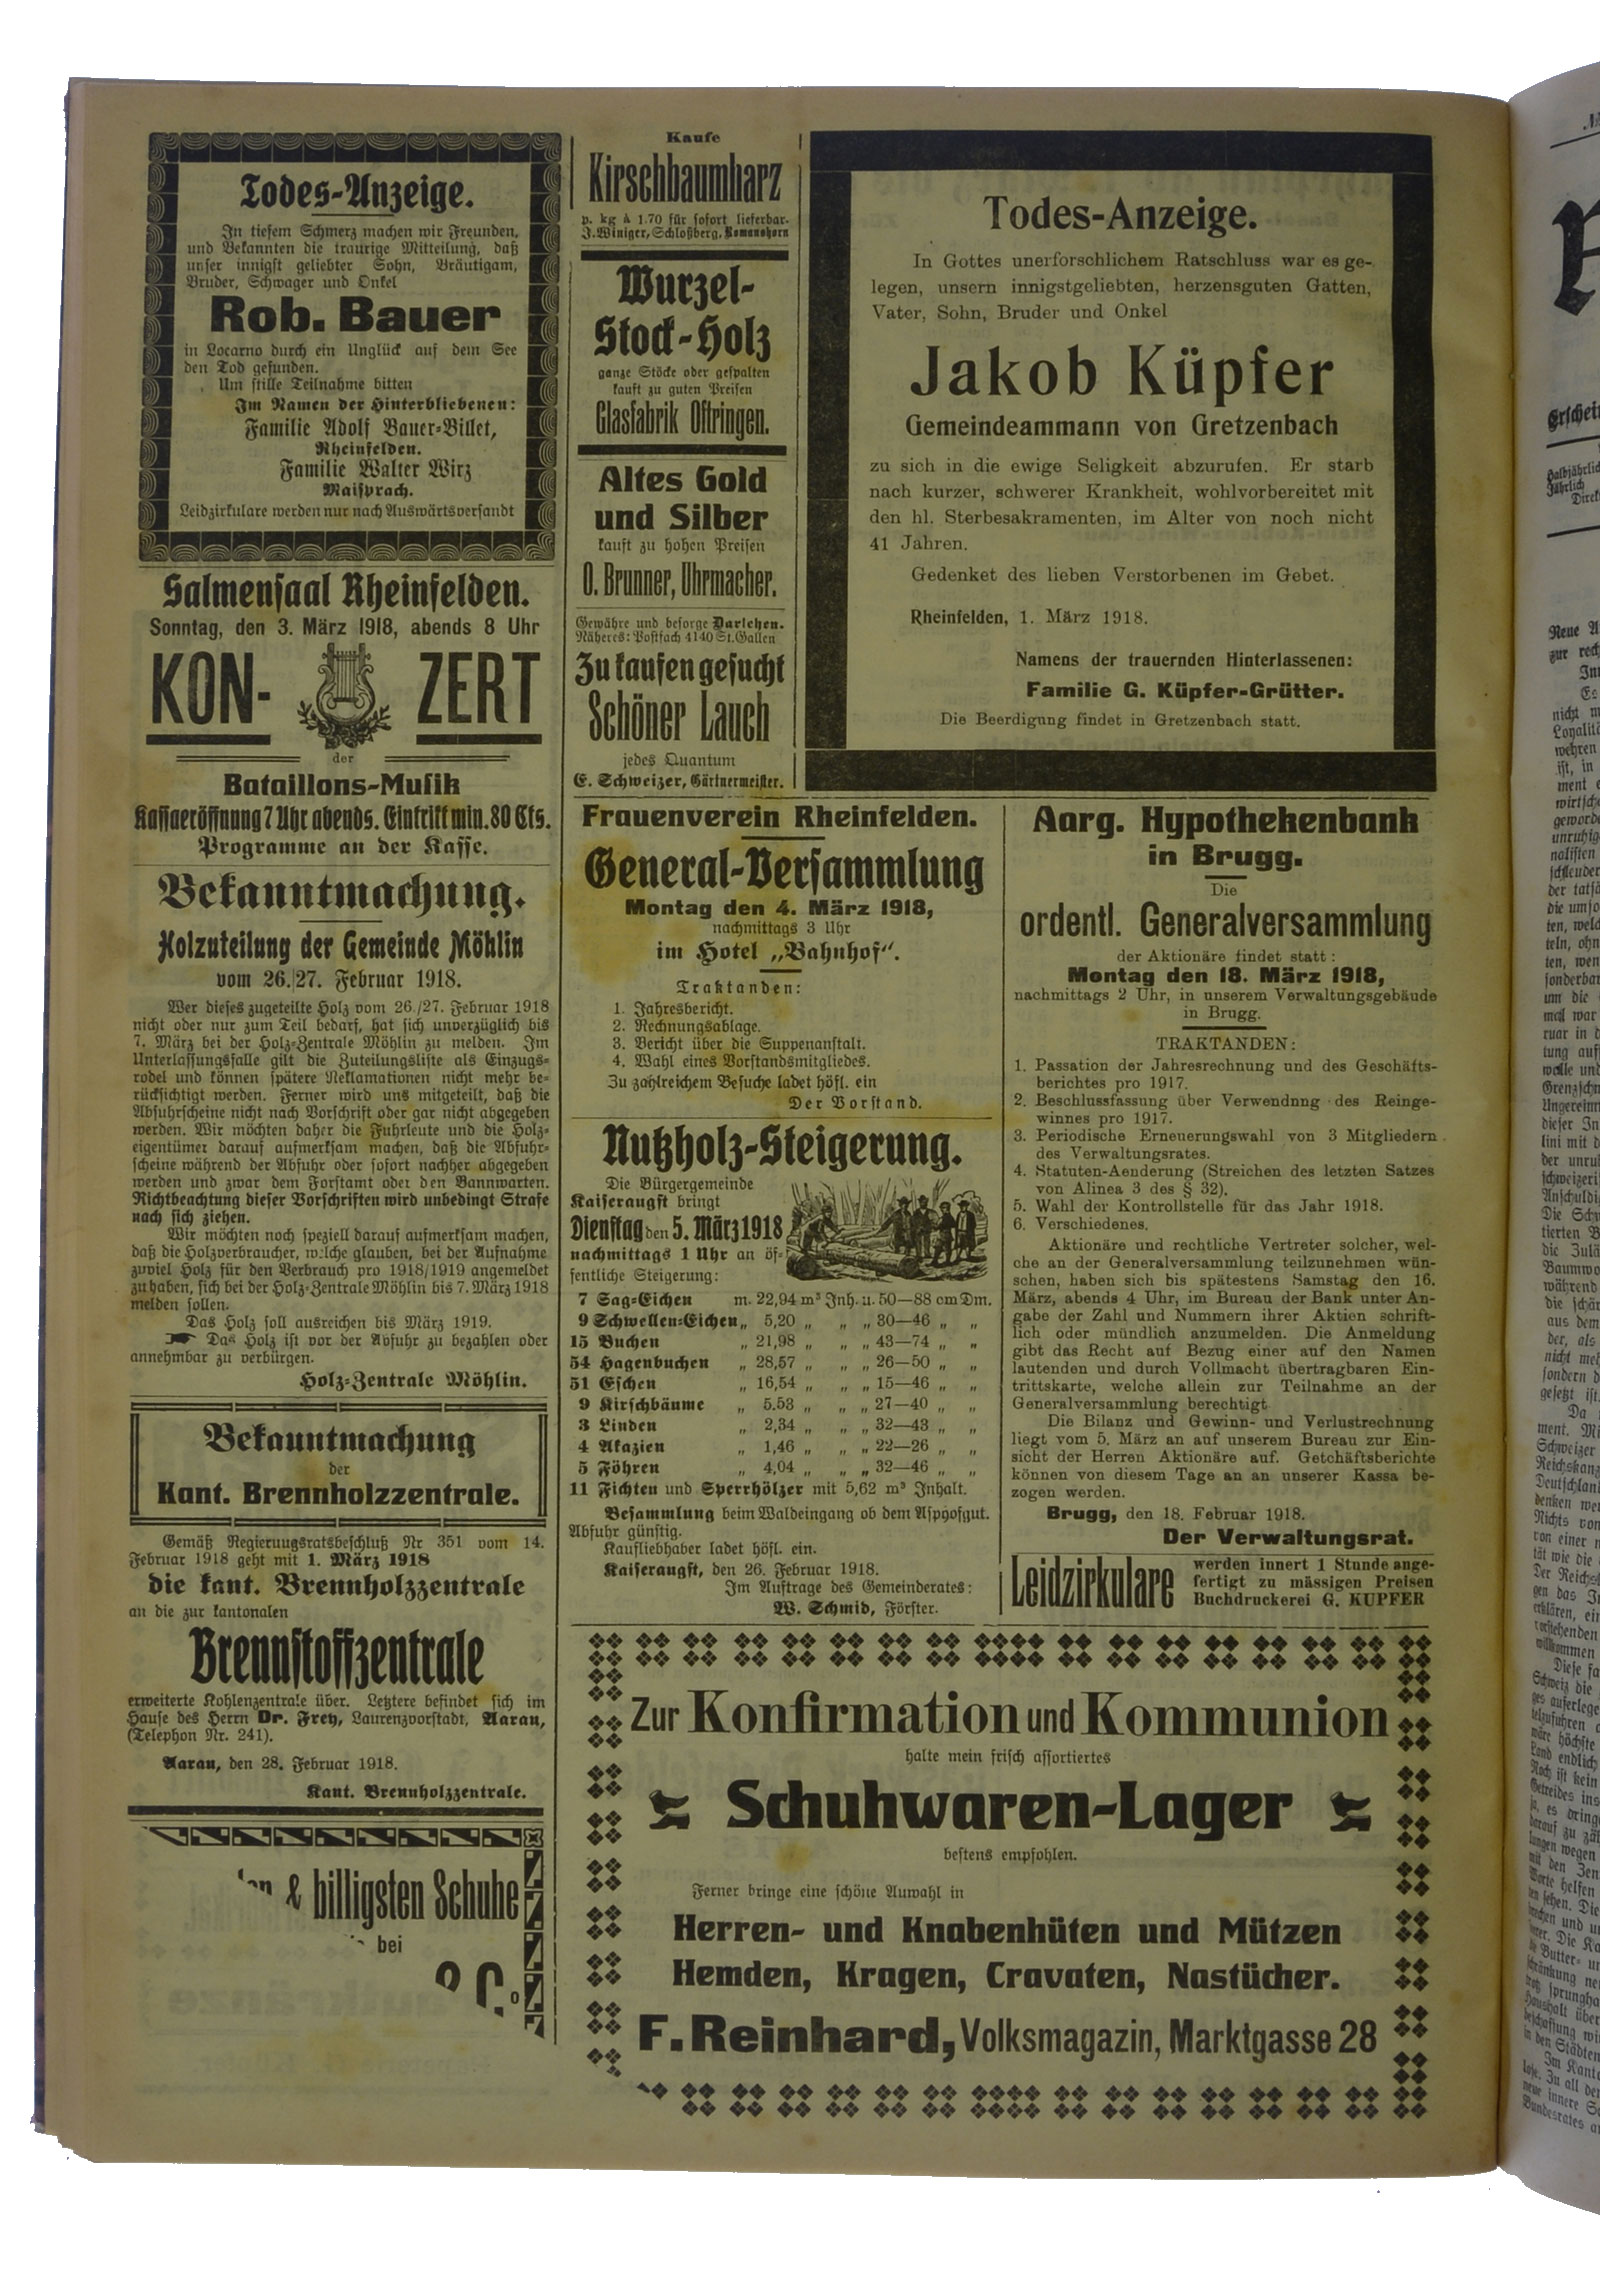 Todes-Anzeige.
In tiefem Schmerz machen wir Freunden,
und Bekannten die traurige Mitteilung, daß
unser innigst geliebter Sohn, Bräutigam,
Bruder, Schwager und Onkel
Rob. Bauer
in Locarno durch ein Unglück auf dem See
den Tod gefunden.
Um stille Teilnahme bitten
Im Namen der Hinterbliebenen:
Familie Adolf Bauer-Billet,
Rheinfelden.
Familie Walter Wirz
Maisprach.
Leidzirkulare werden nur nach Auswärts versandt
Salmensaal Rheinfelden.
Sonntag, den 3. März 1918, abends 8 Uhr
KON-ZERT
der
Bataillons-Musik
Kassaeröffnung 7 Uhr abends. Eintritt min. 80 Cts.
Programme an der Kasse.
Bekanntmachung.
Holzuteilung der Gemeinde Möhlin
vom 26./27. Februar 1918.
Wer dieses zugeteilte Holz vom 26./27. Februar 1918
nicht oder nur zum Teil bedarf, hat sich unverzüglich bis
7. März bei der Holz-Zentrale Möhlin zu melden. Im
Unterlassungsfalle gilt die Zuteilungsliste als Einzugs-
rodel und können spätere Reklamationen nicht mehr be-
rücksichtigt werden. Ferner wird uns mitgeteilt, daß die
Abfuhrscheine nicht nach Vorschrift oder gar nicht abgegeben
werden. Wir möchten daher die Fuhrleute und die Holz-
eigentümer darauf aufmerksam machen, daß die Abfuhr-
scheine während der Abfuhr oder sofort nachher abgegeben
werden und zwar dem Forstamt oder den Bannwarten.
Nichtbeachtung dieser Vorschriften wird unbedingt Strafe
nach sich ziehen.
Wir möchten noch speziell darauf aufmerksam machen,
daß die Holzverbraucher, welche glauben, bei der Aufnahme
zuviel Holz für den Verbrauch pro 1918/1919 angemeldet
zu haben, sich bei der Holz-Zentrale Möhlin bis 7. März 1918
melden sollen.
Das Holz soll ausreichen bis März 1919.
Das Holz ist vor der Abfuhr zu bezahlen oder
annehmbar zu verbürgen.
Holz-Zentrale Möhlin.
Bekanntmachung
der
Kant. Brennholzzentrale.
Gemäß Regierungsratsbeschluß Nr 351 vom 14.
Februar 1918 geht mit 1. März 1918
die kant. Brennholzzentrale
an die zur kantonalen
Brennstoffzentrale
erweiterte Kohlenzentrale über. Letztere befindet sich im
Hause des Herrn Dr. Frey, Laurenzvorstadt, Aarau,
(Telephon Nr. 241).
Aarau, den 28. Februar 1918.
Kant. Brennholzzentrale.
& billigsten Schuhe
bei
Kaufe
Kirschbaumharz
p. kg à 1.70 für sofort lieferbar.
J. Winiger, Schloßberg, Romanshorn
Wurzel-
Stock-Holz
ganze Stöcke oder gespalten
kauft zu guten Preisen
Glasfabrik Oftringen.
Altes Gold
und Silber
kauft zu hohen Preisen
O. Brunner, Uhrmacher.
Gewähre und besorge Darlehen.
Näheres: Postfach 4140 St. Gallen
Zu kaufen gesucht
Schöner Lauch
jedes Quantum
E. Schweizer, Gärtnermeister.
Todes-Anzeige.
In Gottes unerforschlichem Ratschluss war es ge-
legen, unsern innigstgeliebten, herzensguten Gatten,
Vater, Sohn, Bruder und Onkel
Jakob Küpfer
Gemeindeammann von Gretzenbach
zu sich in die ewige Seligkeit abzurufen. Er starb
nach kurzer, schwerer Krankheit, wohlvorbereitet mit
den hl. Sterbesakramenten, im Alter von noch nicht
41 Jahren.
Gedenket des lieben Verstorbenen im Gebet.
Rheinfelden, 1. März 1918.
Namens der trauernden Hinterlassenen:
Familie G. Küpfer-Grütter.
Die Beerdigung findet in Gretzenbach statt.
Frauenverein Rheinfelden.
General-Versammlung
Montag den 4. März 1918,
nachmittags 3 Uhr
im Hotel „Bahnhof“.
Traktanden:
1. Jahresbericht.
2. Rechnungsablage.
3. Bericht über die Suppenanstalt.
4. Wahl eines Vorstandsmitgliedes.
Zu zahlreichem Besuche ladet höfl. ein
Der Vorstand.
Nutzholz-Steigerung.
Die Bürgergemeinde
Kaiseraugst bringt
Dienstag den 5. März 1918
nachmittags 1 Uhr an öf-
fentliche Steigerung:
7 Sag-Eichen m. 22,94 m³ Inh. u. 50—88 cm Dm.
9 Schwellen-Eichen „ 5,20 „ „ „ 30—46 „ „
15 Buchen „ 21,98 „ „ „ 43—74 „ „
54 Hagenbuchen „ 28,57 „ „ „ 26—50 „ „
51 Eschen „ 16,54 „ „ „ 15—46 „ „
9 Kirschbäume „ 5.53 „ „ „ 27—40 „ „
3 Linden „ 2,34 „ „ „ 32—43 „ „
4 Akazien „ 1,46 „ „ „ 22—26 „ „
5 Föhren „ 4,04 „ „ „ 32—46 „ „
11 Fichten und Sperrhölzer mit 5,62 m³ Inhalt.
Besammlung beim Waldeingang ob dem Asphofgut.
Abfuhr günstig.
Kaufliebhaber ladet höfl. ein.
Kaiseraugst, den 26. Februar 1918.
Im Auftrage des Gemeinderates:
W. Schmid, Förster.
Aarg. Hypothekenbank
in Brugg.
Die
ordentl. Generalversammlung
der Aktionäre findet statt:
Montag den 18. März 1918,
nachmittags 2 Uhr, in unserem Verwaltungsgebäude
in Brugg.
TRAKTANDEN:
1. Passation der Jahresrechnung und des Geschäfts-
berichtes pro 1917.
2. Beschlussfassung über Verwendnng des Reinge-
winnes pro 1917.
3. Periodische Erneuerungswahl von 3 Mitgliedern
des Verwaltungsrates.
4. Statuten-Aenderung (Streichen des letzten Satzes
von Alinea 3 des § 32).
5. Wahl der Kontrollstelle für das Jahr 1918.
6. Verschiedenes.
Aktionäre und rechtliche Vertreter solcher, wel-
che an der Generalversammlung teilzunehmen wün-
schen, haben sich bis spätestens Samstag den 16.
März, abends 4 Uhr, im Bureau der Bank unter An-
gabe der Zahl und Nummern ihrer Aktien schrift-
lich oder mündlich anzumelden. Die Anmeldung
gibt das Recht auf Bezug einer auf den Namen
lautenden und durch Vollmacht übertragbaren Ein-
trittskarte, welche allein zur Teilnahme an der
Generalversammlung berechtigt
Die Bilanz und Gewinn- und Verlustrechnung
liegt vom 5. März an auf unserem Bureau zur Ein-
sicht der Herren Aktionäre auf. Getchäftsberichte
können von diesem Tage an an unserer Kassa be-
zogen werden.
Brugg, den 18. Februar 1918.
Der Verwaltungsrat.
Leidzirkulare
werden innert 1 Stunde ange-
fertigt zu mässigen Preisen
Buchdruckerei G. KÜPFER
Zur Konfirmation und Kommunion
halte mein frisch assortiertes
Schuhwaren-Lager
bestens empfohlen.
Ferner bringe eine schöne Auwahl in
Herren- und Knabenhüten und Mützen
Hemden, Kragen, Cravaten, Nastücher.
F. Reinhard, Volksmagazin, Marktgasse 28